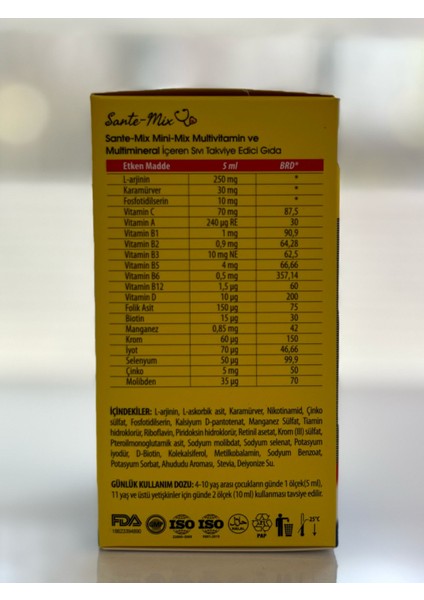 Sante-Mix
Sante-Mix Mini-Mix Multivitamin ve
Multimineral İçeren Sıvı Takviye Edici Gıda
Etken Madde 5 ml BRD*
L-arjinin 250 mg *
Karamürver 30 mg *
Fosfotidilserin 10 mg *
Vitamin C 70 mg 87,5
Vitamin A 240 µg RE 30
Vitamin B1 1 mg 90,9
Vitamin B2 0,9 mg 64,28
Vitamin B3 10 mg NE 62,5
Vitamin B5 4 mg 66,66
Vitamin B6 0,5 mg 357,14
Vitamin B12 1,5 µg 60
Vitamin D 10 µg 200
Folik Asit 150 µg 75
Biotin 15 µg 30
Manganez 0,85 mg 42
Krom 60 µg 150
İyot 70 µg 46,66
Selenyum 50 µg 99,9
Çinko 5 mg 50
Molibden 35 µg 70
İÇİNDEKİLER: L-arjinin, L-askorbik asit, Karamürver, Nikotinamid, Çinko
sülfat, Fosfotidilserin, Kalsiyum D-pantotenat, Manganez Sülfat, Tiamin
hidroklorür, Riboflavin, Piridoksin hidroklorür, Retinil asetat, Krom (III) sülfat,
Pteroilmonoglutamik asit, Sodyum molibdat, Sodyum selenat, Potasyum
iyodür, D-Biotin, Kolekalsiferol, Metilkobalamin, Sodyum Benzoat,
Potasyum Sorbat, Ahududu Aroması, Stevia, Deiyonize Su.
GÜNLÜK KULLANIM DOZU: 4-10 yaş arası çocukların günde 1 ölçek(5 ml),
11 yaş ve üstü yetişkinler için günde 2 ölçek (10 ml) kullanması tavsiye edilir.
FDA ISO ISO HALAL PAP -25℃